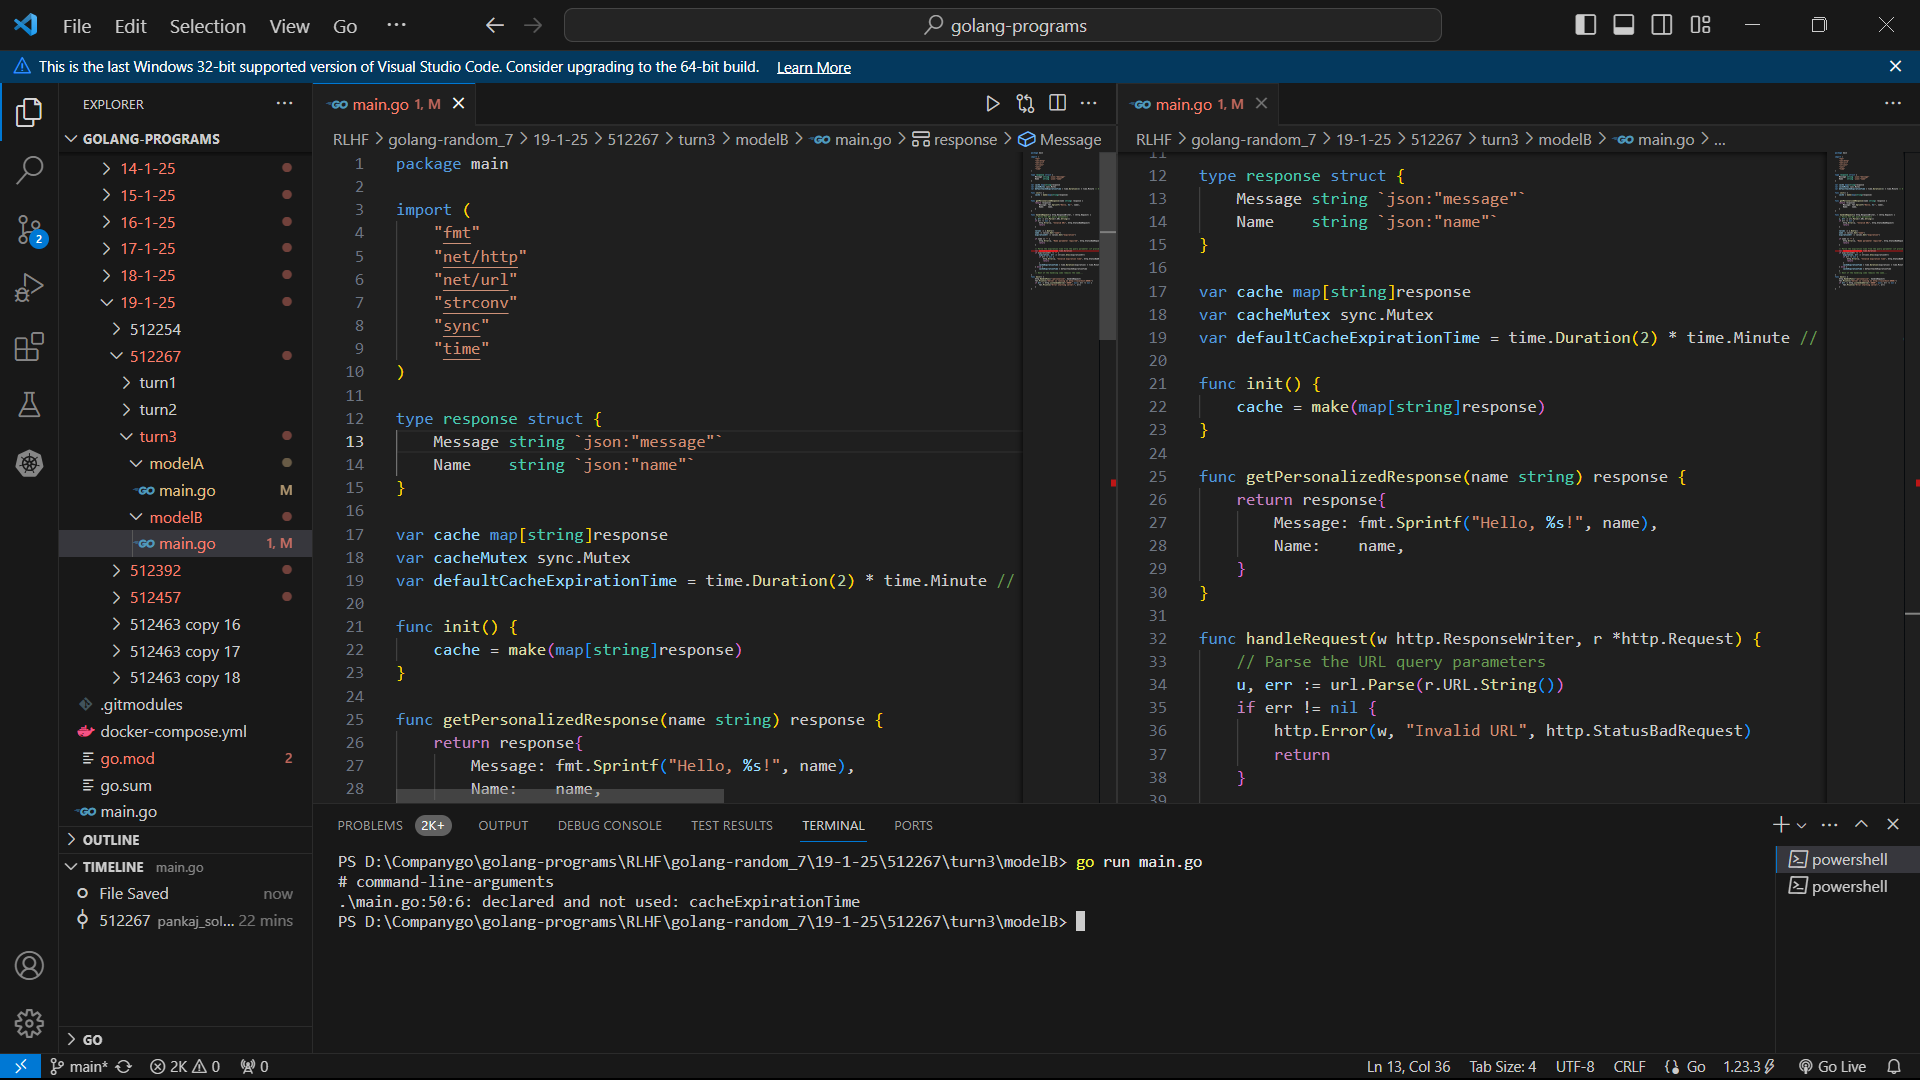 File Edit Selection View Go ···
golang-programs
This is the last Windows 32-bit supported version of Visual Studio Code. Consider upgrading to the 64-bit build. Learn More
EXPLORER
GOLANG-PROGRAMS
14-1-25
15-1-25
16-1-25
17-1-25
18-1-25
19-1-25
512254
512267
turn1
turn2
turn3
modelA
main.go M
modelB
main.go 1, M
512392
512457
512463 copy 16
512463 copy 17
512463 copy 18
.gitmodules
docker-compose.yml
go.mod 2
go.sum
main.go
OUTLINE
TIMELINE main.go
File Saved now
512267 pankaj_sol... 22 mins
GO
main.go 1, M
RLHF > golang-random_7 > 19-1-25 > 512267 > turn3 > modelB > main.go > response > Message
1 package main
2
3 import (
4 "fmt"
5 "net/http"
6 "net/url"
7 "strconv"
8 "sync"
9 "time"
10 )
11
12 type response struct {
13 Message string `json:"message"`
14 Name    string `json:"name"`
15 }
16
17 var cache map[string]response
18 var cacheMutex sync.Mutex
19 var defaultCacheExpirationTime = time.Duration(2) * time.Minute //
20
21 func init() {
22 cache = make(map[string]response)
23 }
24
25 func getPersonalizedResponse(name string) response {
26 return response{
27 Message: fmt.Sprintf("Hello, %s!", name),
28 Name:    name,
main.go 1, M
RLHF > golang-random_7 > 19-1-25 > 512267 > turn3 > modelB > main.go > ...
11
12 type response struct {
13 Message string `json:"message"`
14 Name    string `json:"name"`
15 }
16
17 var cache map[string]response
18 var cacheMutex sync.Mutex
19 var defaultCacheExpirationTime = time.Duration(2) * time.Minute //
20
21 func init() {
22 cache = make(map[string]response)
23 }
24
25 func getPersonalizedResponse(name string) response {
26 return response{
27 Message: fmt.Sprintf("Hello, %s!", name),
28 Name:    name,
29 }
30 }
31
32 func handleRequest(w http.ResponseWriter, r *http.Request) {
33 // Parse the URL query parameters
34 u, err := url.Parse(r.URL.String())
35 if err != nil {
36 http.Error(w, "Invalid URL", http.StatusBadRequest)
37 return
38 }
39
PROBLEMS 2K+ OUTPUT DEBUG CONSOLE TEST RESULTS TERMINAL PORTS
PS D:\Companygo\golang-programs\RLHF\golang-random_7\19-1-25\512267\turn3\modelB> go run main.go
# command-line-arguments
.\main.go:50:6: declared and not used: cacheExpirationTime
PS D:\Companygo\golang-programs\RLHF\golang-random_7\19-1-25\512267\turn3\modelB>
powershell
powershell
2
main* 2K 0 0
Ln 13, Col 36 Tab Size: 4 UTF-8 CRLF Go 1.23.3 Go Live